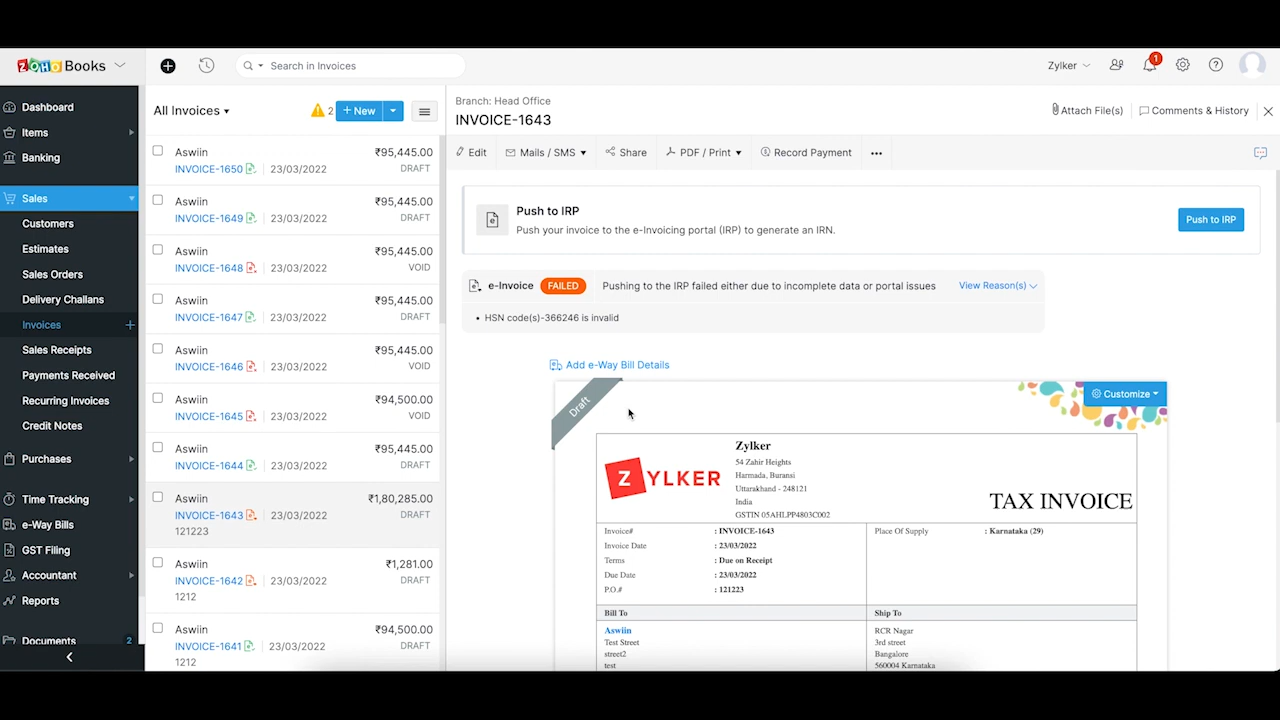 ZOHO Books
Search in Invoices
Zylker
1
Dashboard
Items
Banking
Sales
Customers
Estimates
Sales Orders
Delivery Challans
Invoices +
Sales Receipts
Payments Received
Recurring Invoices
Credit Notes
Purchases
Time Tracking
e-Way Bills
GST Filing
Accountant
Reports
Documents 2
All Invoices
2
+ New
Aswiin ₹95,445.00
INVOICE-1650 23/03/2022 DRAFT
Aswiin ₹95,445.00
INVOICE-1649 23/03/2022 DRAFT
Aswiin ₹95,445.00
INVOICE-1648 23/03/2022 VOID
Aswiin ₹95,445.00
INVOICE-1647 23/03/2022 DRAFT
Aswiin ₹95,445.00
INVOICE-1646 23/03/2022 VOID
Aswiin ₹94,500.00
INVOICE-1645 23/03/2022 VOID
Aswiin ₹95,445.00
INVOICE-1644 23/03/2022 DRAFT
Aswiin ₹1,80,285.00
INVOICE-1643 23/03/2022 DRAFT
121223
Aswiin ₹1,281.00
INVOICE-1642 23/03/2022 DRAFT
1212
Aswiin ₹94,500.00
INVOICE-1641 23/03/2022 DRAFT
1212
Branch: Head Office
INVOICE-1643
Attach File(s) Comments & History
Edit Mails / SMS Share PDF / Print Record Payment
Push to IRP
Push your invoice to the e-Invoicing portal (IRP) to generate an IRN.
Push to IRP
e-Invoice FAILED Pushing to the IRP failed either due to incomplete data or portal issues View Reason(s)
• HSN code(s)-366246 is invalid
Add e-Way Bill Details
Draft
Customize
ZYLKER
Zylker
54 Zahir Heights
Harmada, Buransi
Uttarakhand - 248121
India
GSTIN 05AHLPP4803C002
TAX INVOICE
Invoice# : INVOICE-1643
Invoice Date : 23/03/2022
Terms : Due on Receipt
Due Date : 23/03/2022
P.O.# : 121223
Place Of Supply : Karnataka (29)
Bill To
Ship To
Aswiin
Test Street
street2
test
RCR Nagar
3rd street
Bangalore
560004 Karnataka